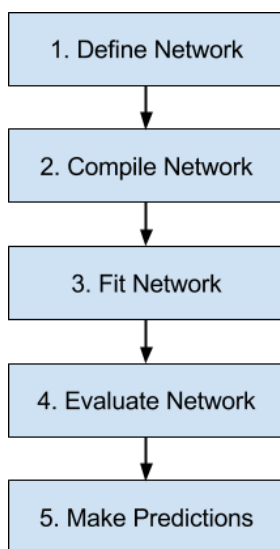 1. Define Network
2. Compile Network
3. Fit Network
4. Evaluate Network
5. Make Predictions